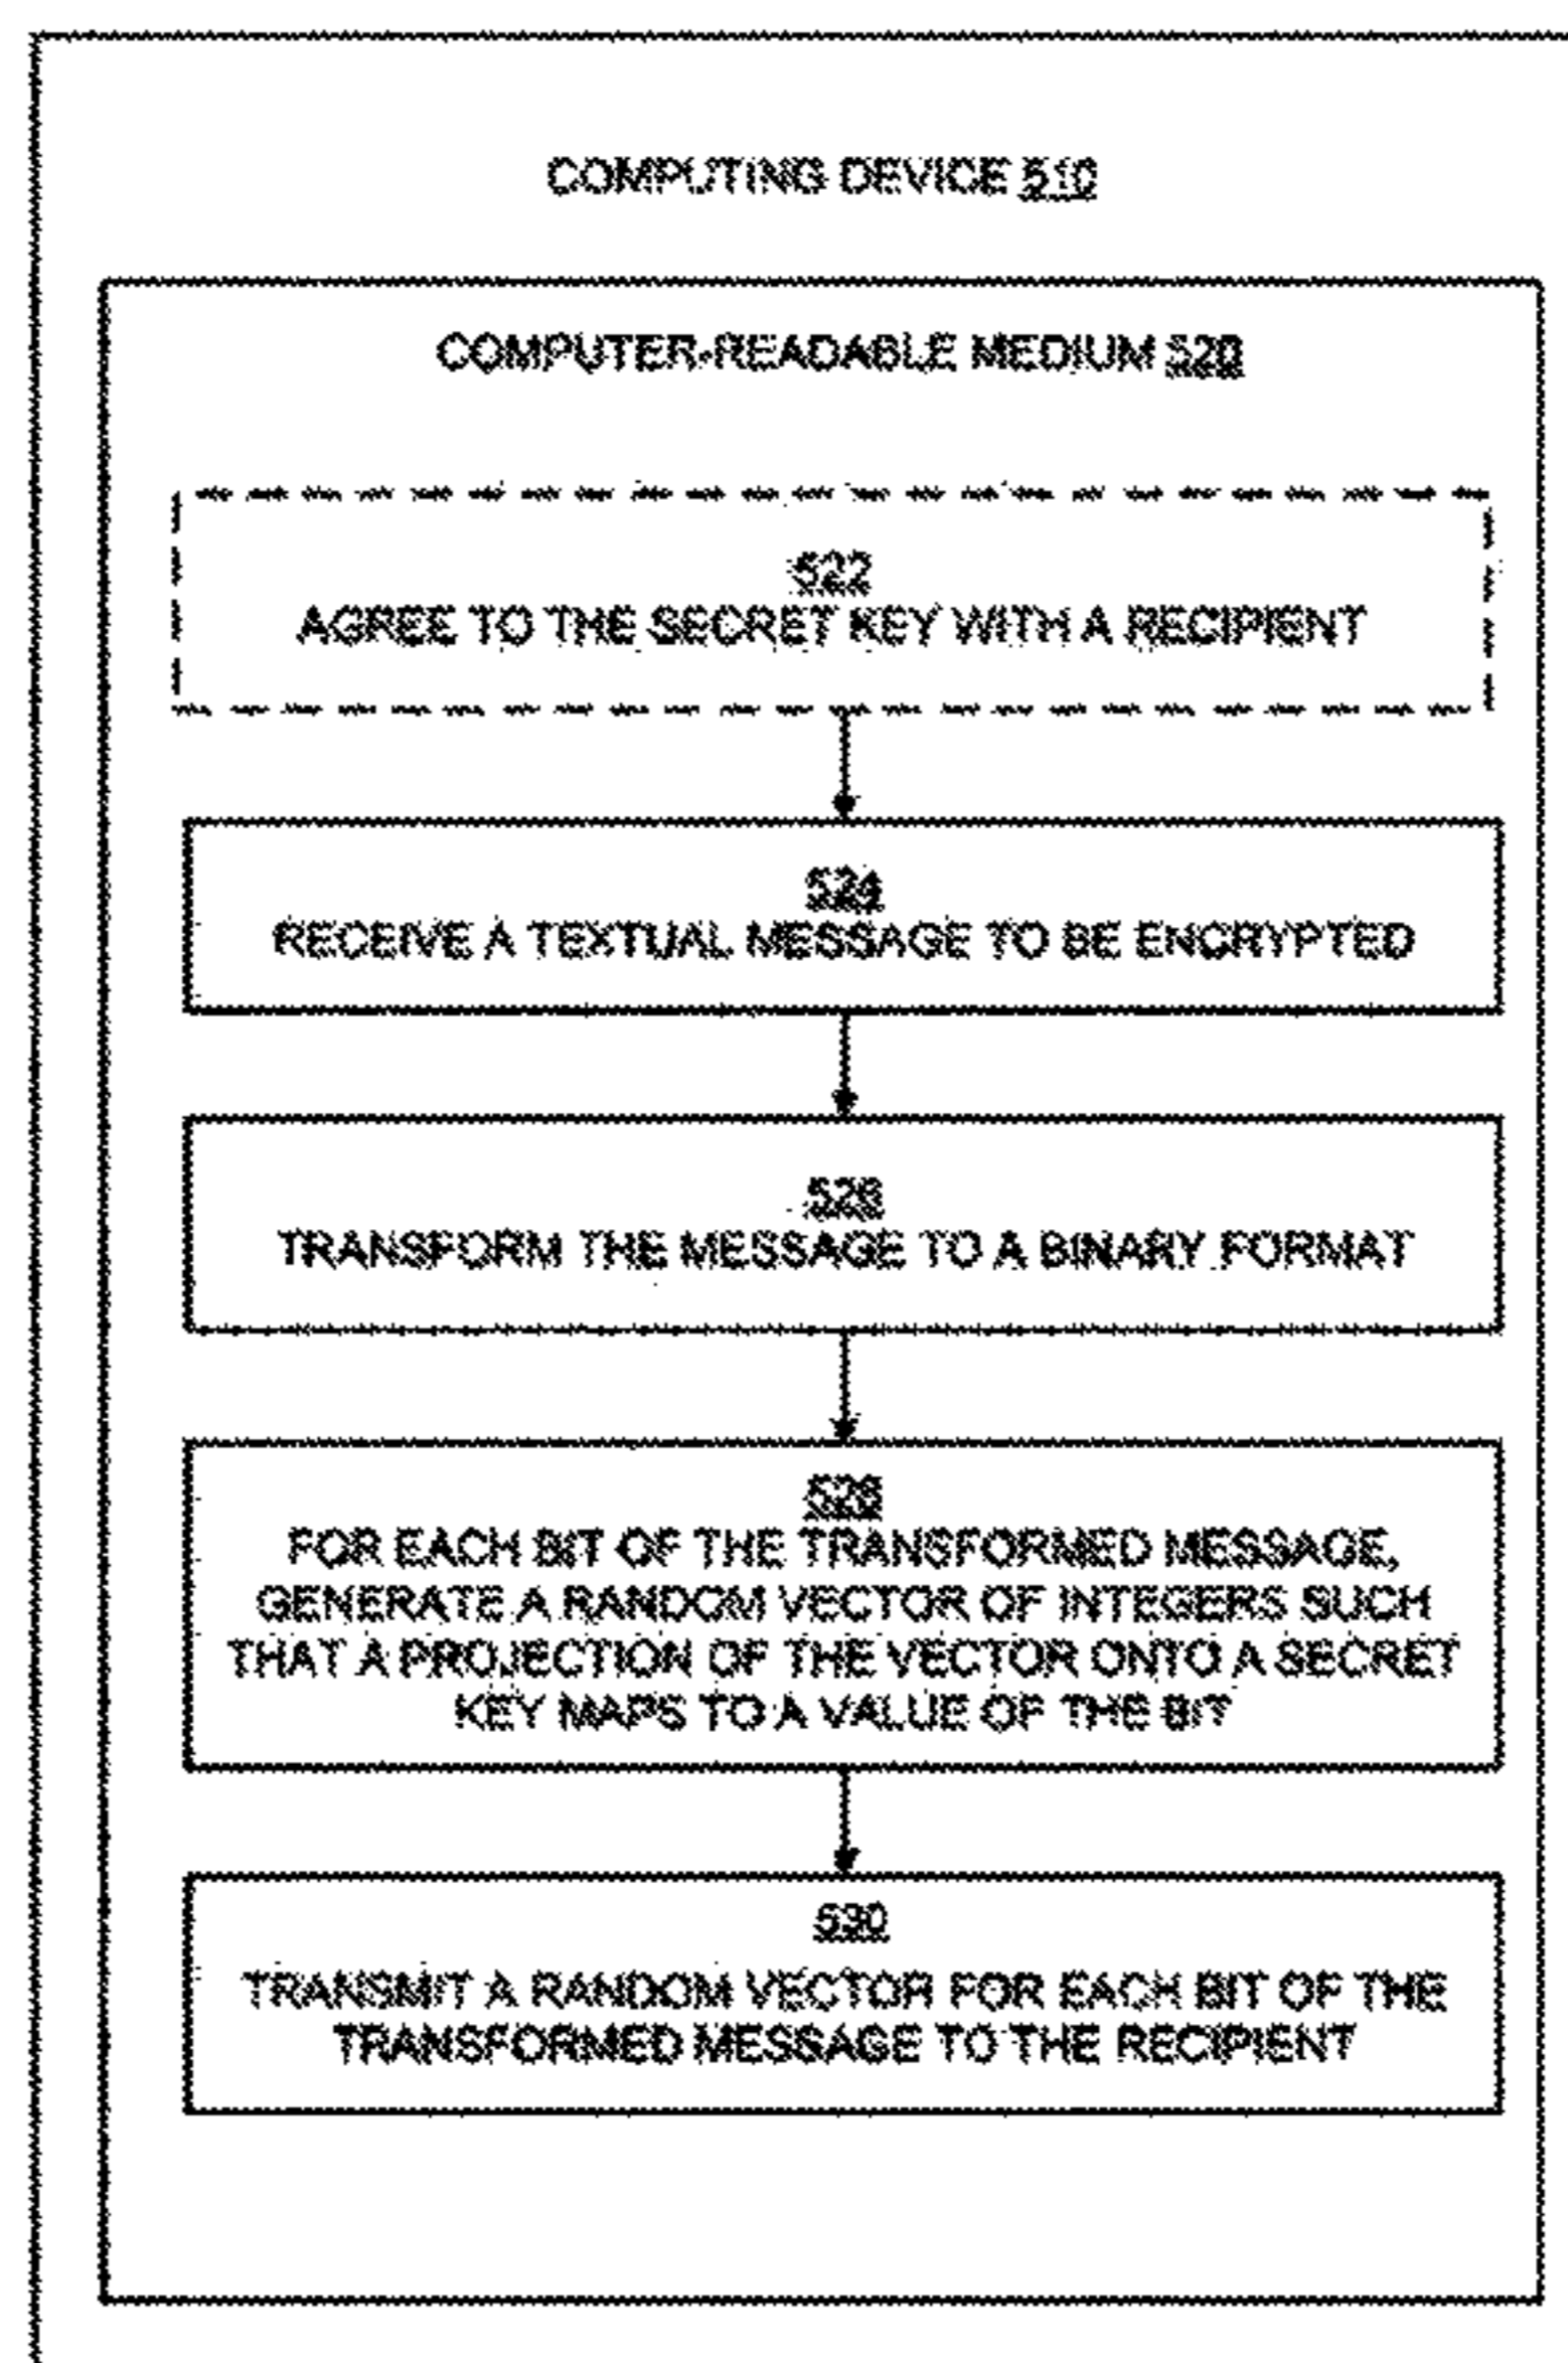 COMPUTING DEVICE 510
COMPUTER-READABLE MEDIUM 520
522
AGREE TO THE SECRET KEY WITH A RECIPIENT
524
RECEIVE A TEXTUAL MESSAGE TO BE ENCRYPTED
526
TRANSFORM THE MESSAGE TO A BINARY FORMAT
528
FOR EACH BIT OF THE TRANSFORMED MESSAGE,
GENERATE A RANDOM VECTOR OF INTEGERS SUCH
THAT A PROJECTION OF THE VECTOR ONTO A SECRET
KEY MAPS TO A VALUE OF THE BIT
530
TRANSMIT A RANDOM VECTOR FOR EACH BIT OF THE
TRANSFORMED MESSAGE TO THE RECIPIENT